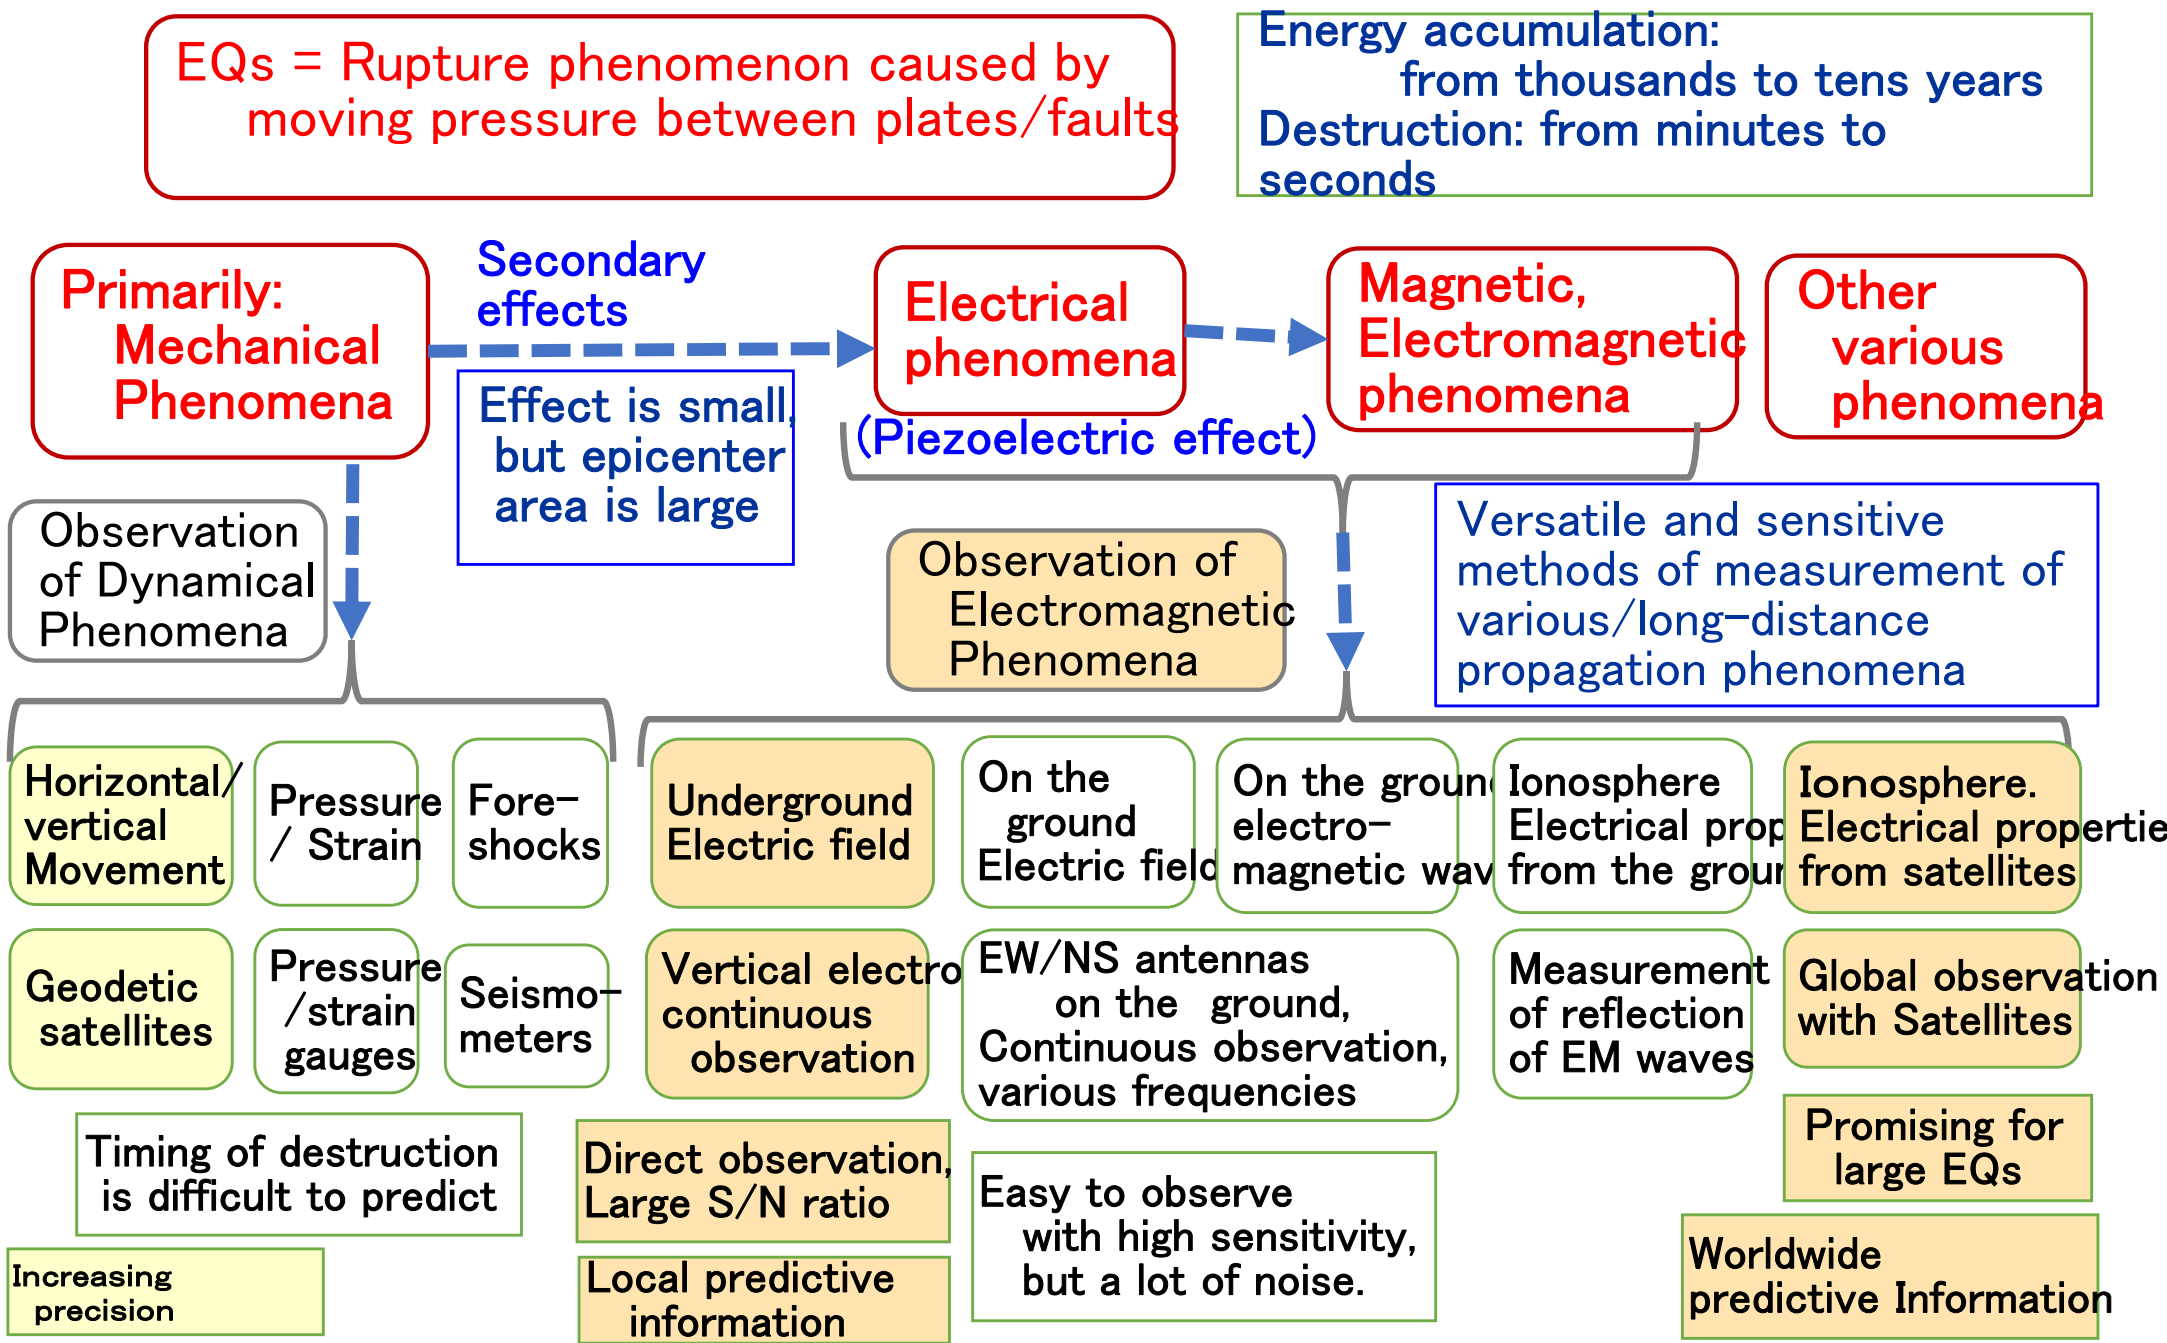 EQs = Rupture phenomenon caused by
moving pressure between plates/faults
Energy accumulation:
from thousands to tens years
Destruction: from minutes to
seconds
Primarily:
Mechanical
Phenomena
Secondary
effects
Effect is small,
but epicenter
area is large
Electrical
phenomena
(Piezoelectric effect)
Magnetic,
Electromagnetic
phenomena
Other
various
phenomena
Observation
of Dynamical
Phenomena
Observation of
Electromagnetic
Phenomena
Versatile and sensitive
methods of measurement of
various/long-distance
propagation phenomena
Horizontal/
vertical
Movement
Pressure
/ Strain
Fore-
shocks
Underground
Electric field
On the
ground
Electric field
On the ground
electro-
magnetic wav
Ionosphere
Electrical prop
from the groun
Ionosphere.
Electrical propertie
from satellites
Geodetic
satellites
Pressure
/strain
gauges
Seismo-
meters
Vertical electro
continuous
observation
EW/NS antennas
on the ground,
Continuous observation,
various frequencies
Measurement
of reflection
of EM waves
Global observation
with Satellites
Timing of destruction
is difficult to predict
Direct observation,
Large S/N ratio
Easy to observe
with high sensitivity,
but a lot of noise.
Promising for
large EQs
Increasing
precision
Local predictive
information
Worldwide
predictive Information